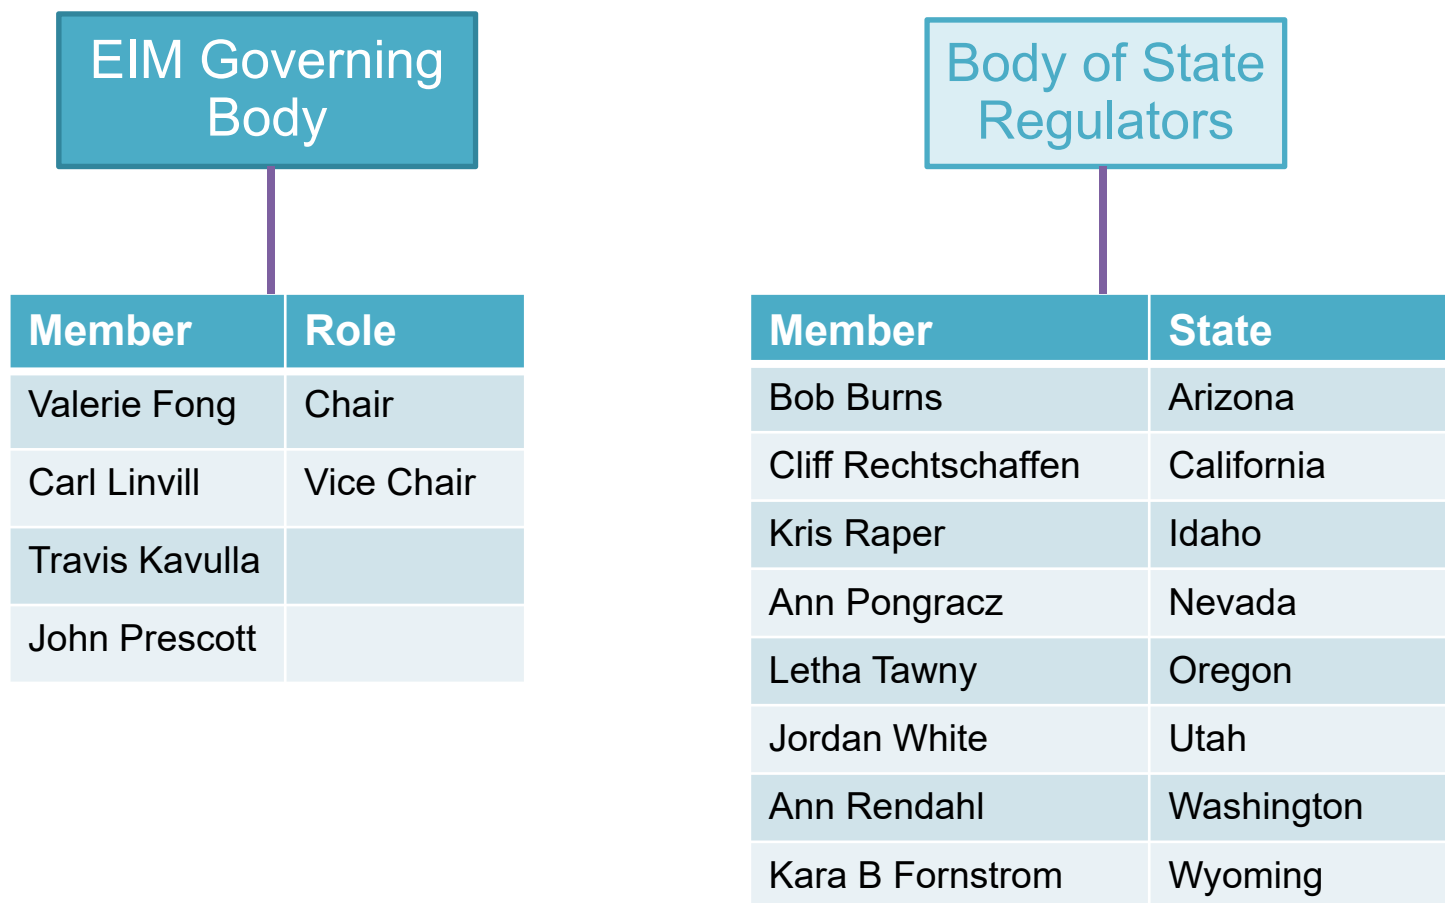 EIM Governing
Body
Body of State
Regulators
Member Role
Valerie Fong Chair
Carl Linvill Vice Chair
Travis Kavulla
John Prescott
Member State
Bob Burns Arizona
Cliff Rechtschaffen California
Kris Raper Idaho
Ann Pongracz Nevada
Letha Tawny Oregon
Jordan White Utah
Ann Rendahl Washington
Kara B Fornstrom Wyoming